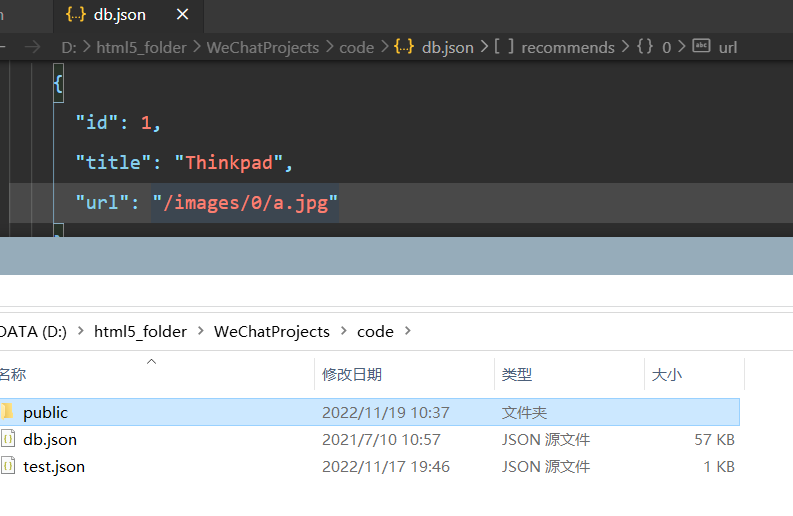 {..} db.json ×
D: > html5_folder > WeChatProjects > code > {..} db.json > [ ] recommends > {} 0 > abc url
{
"id": 1,
"title": "Thinkpad",
"url": "/images/0/a.jpg"
DATA (D:) > html5_folder > WeChatProjects > code >
名称 修改日期 类型 大小
public 2022/11/19 10:37 文件夹
db.json 2021/7/10 10:57 JSON 源文件 57 KB
test.json 2022/11/17 19:46 JSON 源文件 1 KB